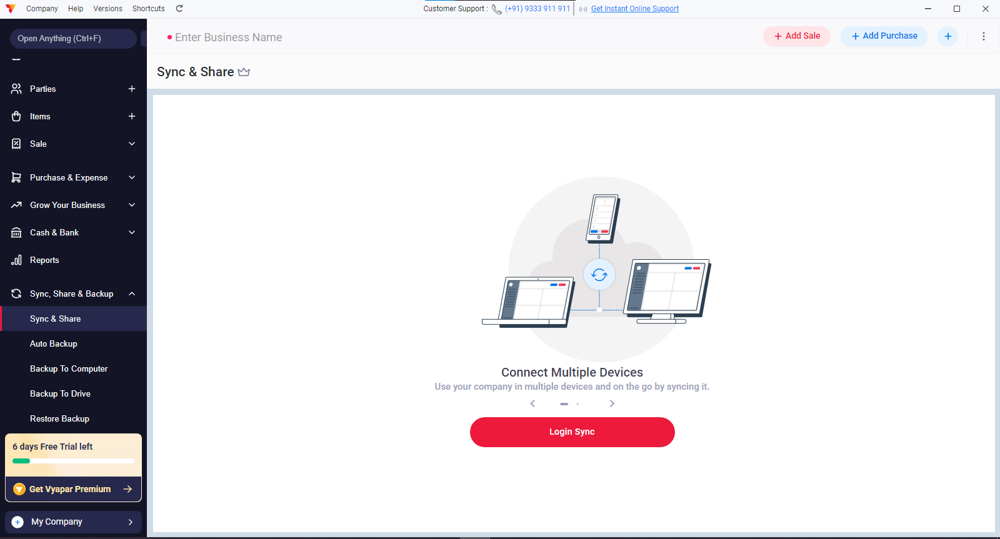 Company Help Versions Shortcuts
Customer Support : (+91) 9333 911 911 Get Instant Online Support
Open Anything (Ctrl+F)
Enter Business Name
Add Sale
Add Purchase
Sync & Share
Parties
Items
Sale
Purchase & Expense
Grow Your Business
Cash & Bank
Reports
Sync, Share & Backup
Sync & Share
Auto Backup
Backup To Computer
Backup To Drive
Restore Backup
6 days Free Trial left
Get Vyapar Premium
My Company
Connect Multiple Devices
Use your company in multiple devices and on the go by syncing it.
Login Sync